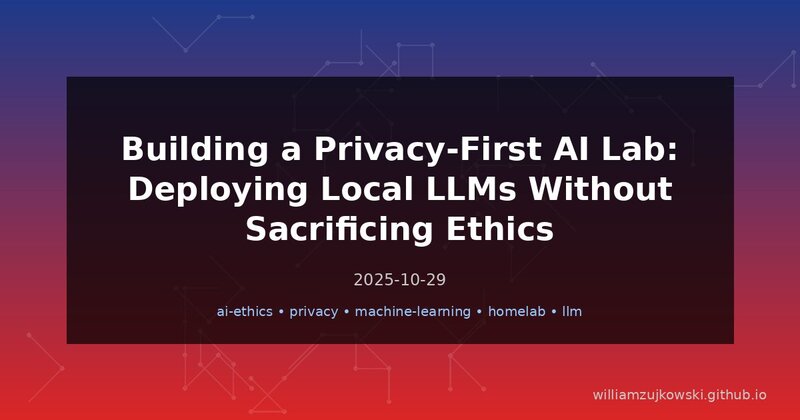 Building a Privacy-First AI Lab:
Deploying Local LLMs Without
Sacrificing Ethics
2025-10-29
ai-ethics • privacy • machine-learning • homelab • llm
williamzujkowski.github.io